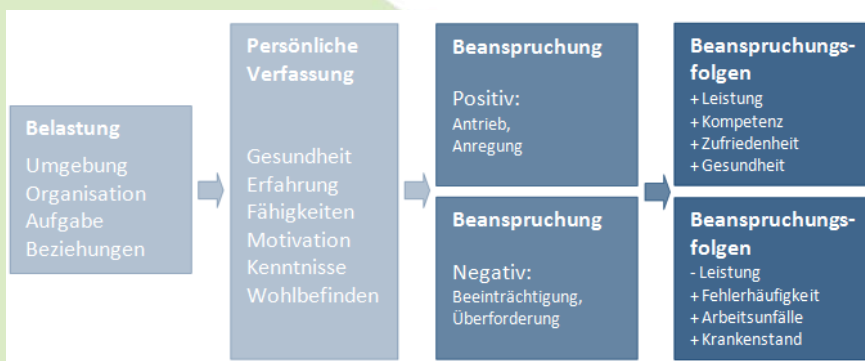 Belastung
Umgebung
Organisation
Aufgabe
Beziehungen
Persönliche
Verfassung
Gesundheit
Erfahrung
Fähigkeiten
Motivation
Kenntnisse
Wohlbefinden
Beanspruchung
Positiv:
Antrieb,
Anregung
Beanspruchung
Negativ:
Beeinträchtigung,
Überforderung
Beanspruchungs-
folgen
+ Leistung
+ Kompetenz
+ Zufriedenheit
+ Gesundheit
Beanspruchungs-
folgen
- Leistung
+ Fehlerhäufigkeit
+ Arbeitsunfälle
+ Krankenstand